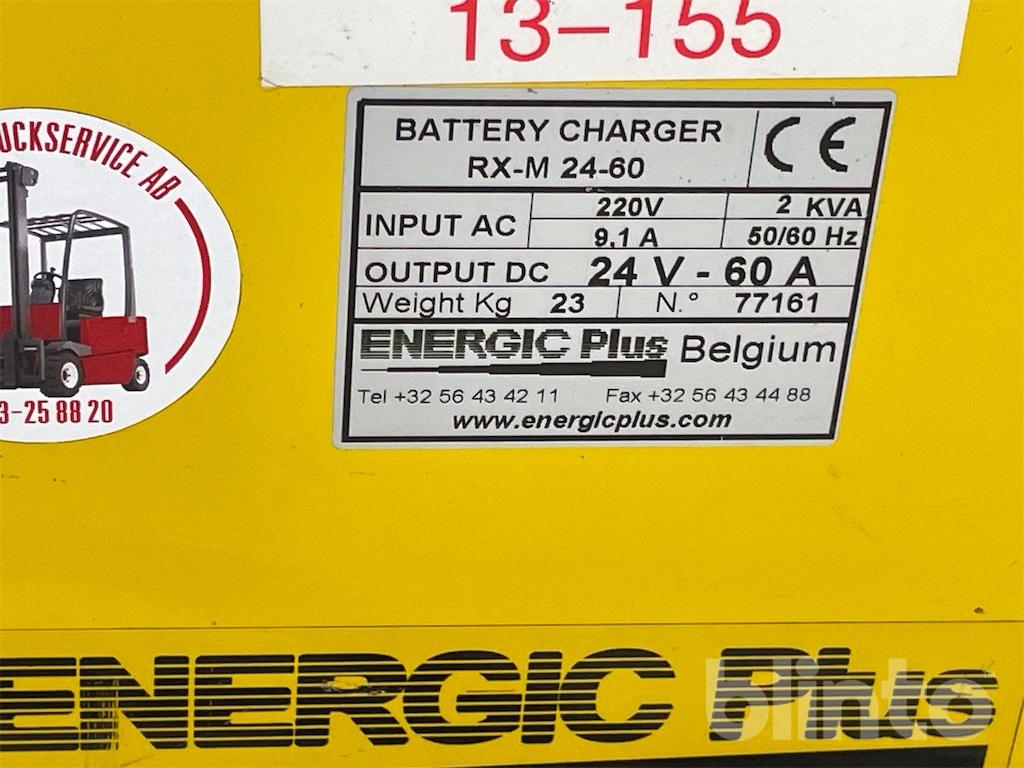 13-155
UCKSERVICE AB
3-25 88 20
BATTERY CHARGER
RX-M 24-60
CE
INPUT AC
220V
2 KVA
9,1 A
50/60 Hz
OUTPUT DC 24 V - 60 A
Weight Kg 23 N.° 77161
ENERGIC Plus Belgium
Tel +32 56 43 42 11 Fax +32 56 43 44 88
www.energicplus.com
ENERGIC Plus
blinto